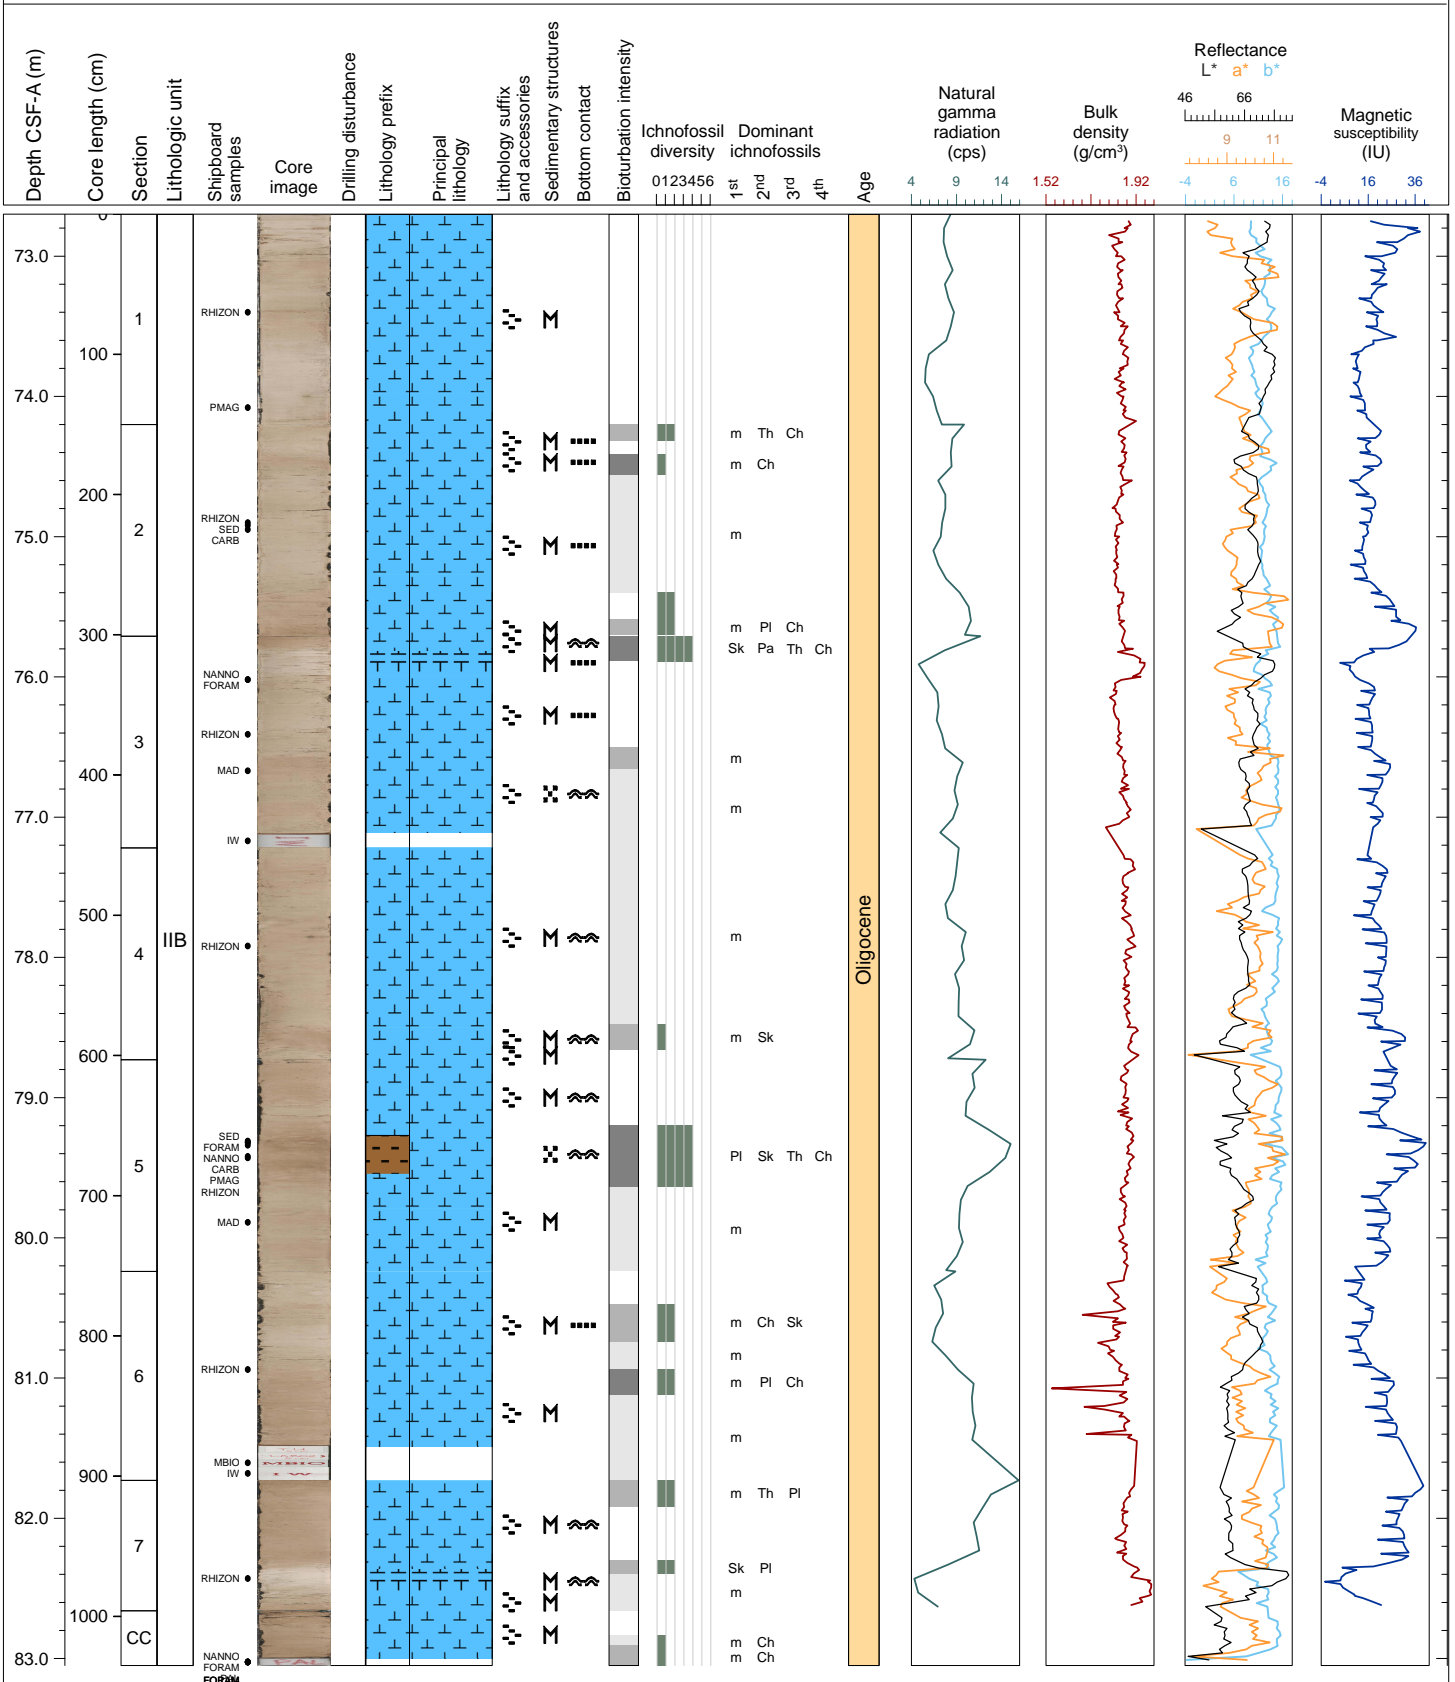 Depth CSF-A (m)
Core length (cm)
Section
Lithologic unit
Shipboard
samples
Core
image
Drilling disturbance
Lithology prefix
Principal
lithology
Lithology suffix
and accessories
Sedimentary structures
Bottom contact
Bioturbation intensity
Ichnofossil
diversity
0123456
Dominant
ichnofossils
1st 2nd 3rd 4th
Age
Natural
gamma
radiation
(cps)
4 9 14
Bulk
density
(g/cm³)
1.52 1.92
Reflectance
L* a* b*
46 66
9 11
-4 6 16
Magnetic
susceptibility
(IU)
-4 16 36
0
73.0
1
RHIZON
100
74.0
PMAG
m Th Ch
m Ch
200
RHIZON
SED
CARB
2
75.0
m
300
m Pl Ch
Sk Pa Th Ch
76.0
NANNO
FORAM
3
RHIZON
m
MAD
400
m
77.0
IW
500
Oligocene
IIB
RHIZON
m
4
78.0
m Sk
600
79.0
SED
FORAM
NANNO
CARB
PMAG
RHIZON
5
Pl Sk Th Ch
700
MAD
m
80.0
800
m Ch Sk
m
RHIZON
6
81.0
m Pl Ch
m
MBIO
IW
MBIO
I W
900
m Th Pl
82.0
7
Sk Pl
RHIZON
m
1000
CC
m Ch
m Ch
NANNO
FORAM
83.0
PAL
FORAM